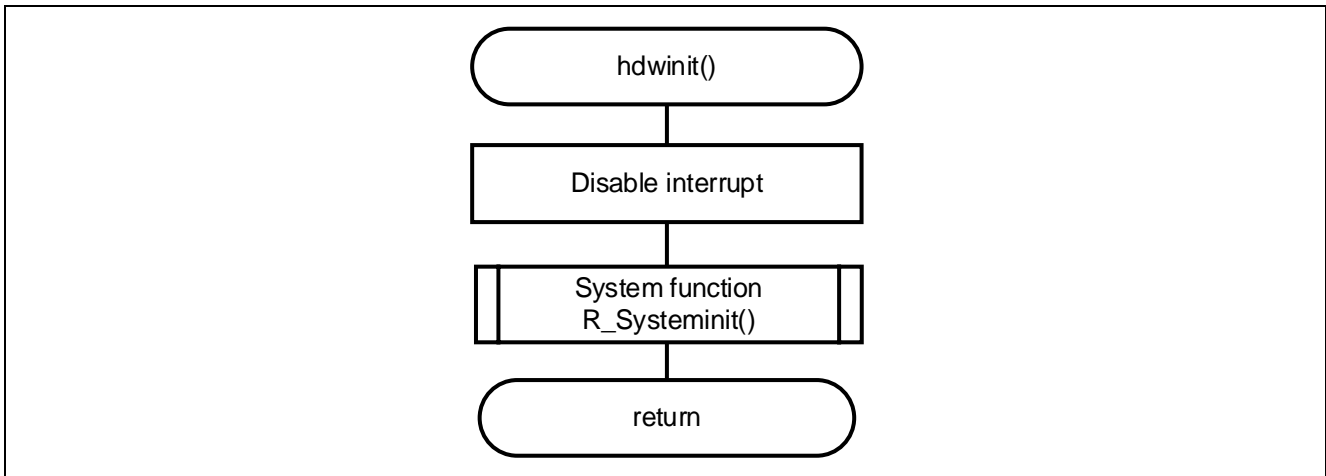 hdwinit()
Disable interrupt
System function
R_Systeminit()
return